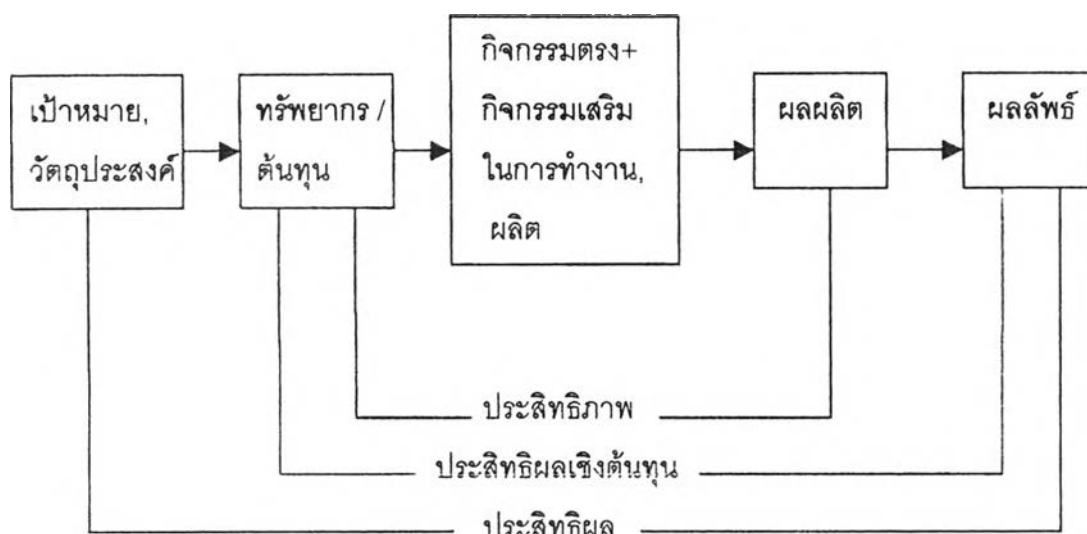 เป้าหมาย,
วัตถุประสงค์
ทรัพยากร /
ต้นทุน
กิจกรรมตรง+
กิจกรรมเสริม
ในการทำงาน,
ผลิต
ผลผลิต
ผลลัพธ์
ประสิทธิภาพ
ประสิทธิผลเชิงต้นทุน
ประสิทธิผล